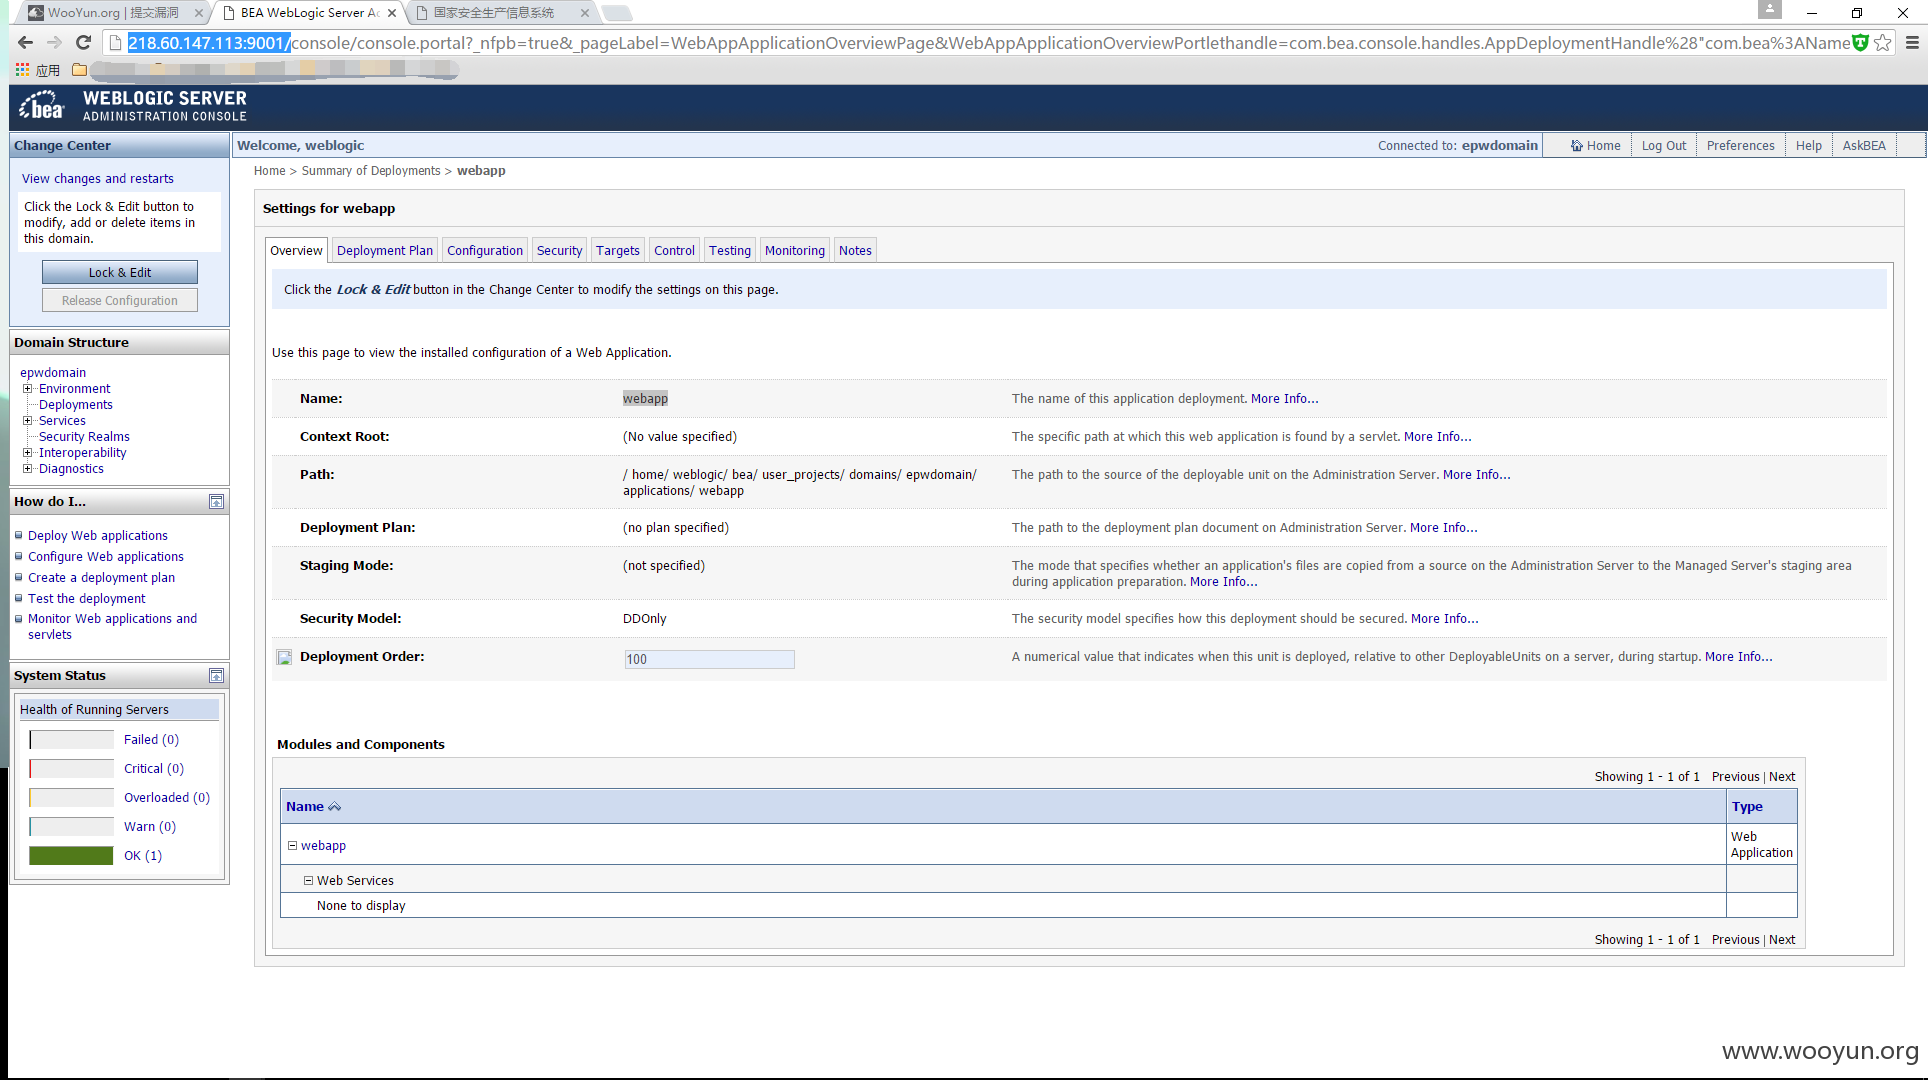 WooYun.org | 提交漏洞
BEA WebLogic Server Ac
国家安全生产信息系统
218.60.147.113:9001/console/console.portal?_nfpb=true&_pageLabel=WebAppApplicationOverviewPage&WebAppApplicationOverviewPortlethandle=com.bea.console.handles.AppDeploymentHandle%28"com.bea%3AName
应用
bea
WEBLOGIC SERVER
ADMINISTRATION CONSOLE
Change Center
View changes and restarts
Click the Lock & Edit button to
modify, add or delete items in
this domain.
Lock & Edit
Release Configuration
Domain Structure
epwdomain
Environment
Deployments
Services
Security Realms
Interoperability
Diagnostics
How do I...
Deploy Web applications
Configure Web applications
Create a deployment plan
Test the deployment
Monitor Web applications and
servlets
System Status
Health of Running Servers
Failed (0)
Critical (0)
Overloaded (0)
Warn (0)
OK (1)
Welcome, weblogic
Connected to: epwdomain
Home
Log Out
Preferences
Help
AskBEA
Home > Summary of Deployments > webapp
Settings for webapp
Overview
Deployment Plan
Configuration
Security
Targets
Control
Testing
Monitoring
Notes
Click the Lock & Edit button in the Change Center to modify the settings on this page.
Use this page to view the installed configuration of a Web Application.
Name:
webapp
The name of this application deployment. More Info...
Context Root:
(No value specified)
The specific path at which this web application is found by a servlet. More Info...
Path:
/ home/ weblogic/ bea/ user_projects/ domains/ epwdomain/
applications/ webapp
The path to the source of the deployable unit on the Administration Server. More Info...
Deployment Plan:
(no plan specified)
The path to the deployment plan document on Administration Server. More Info...
Staging Mode:
(not specified)
The mode that specifies whether an application's files are copied from a source on the Administration Server to the Managed Server's staging area
during application preparation. More Info...
Security Model:
DDOnly
The security model specifies how this deployment should be secured. More Info...
Deployment Order:
100
A numerical value that indicates when this unit is deployed, relative to other DeployableUnits on a server, during startup. More Info...
Modules and Components
Showing 1 - 1 of 1 Previous | Next
Name
Type
webapp
Web
Application
Web Services
None to display
Showing 1 - 1 of 1 Previous | Next
www.wooyun.org